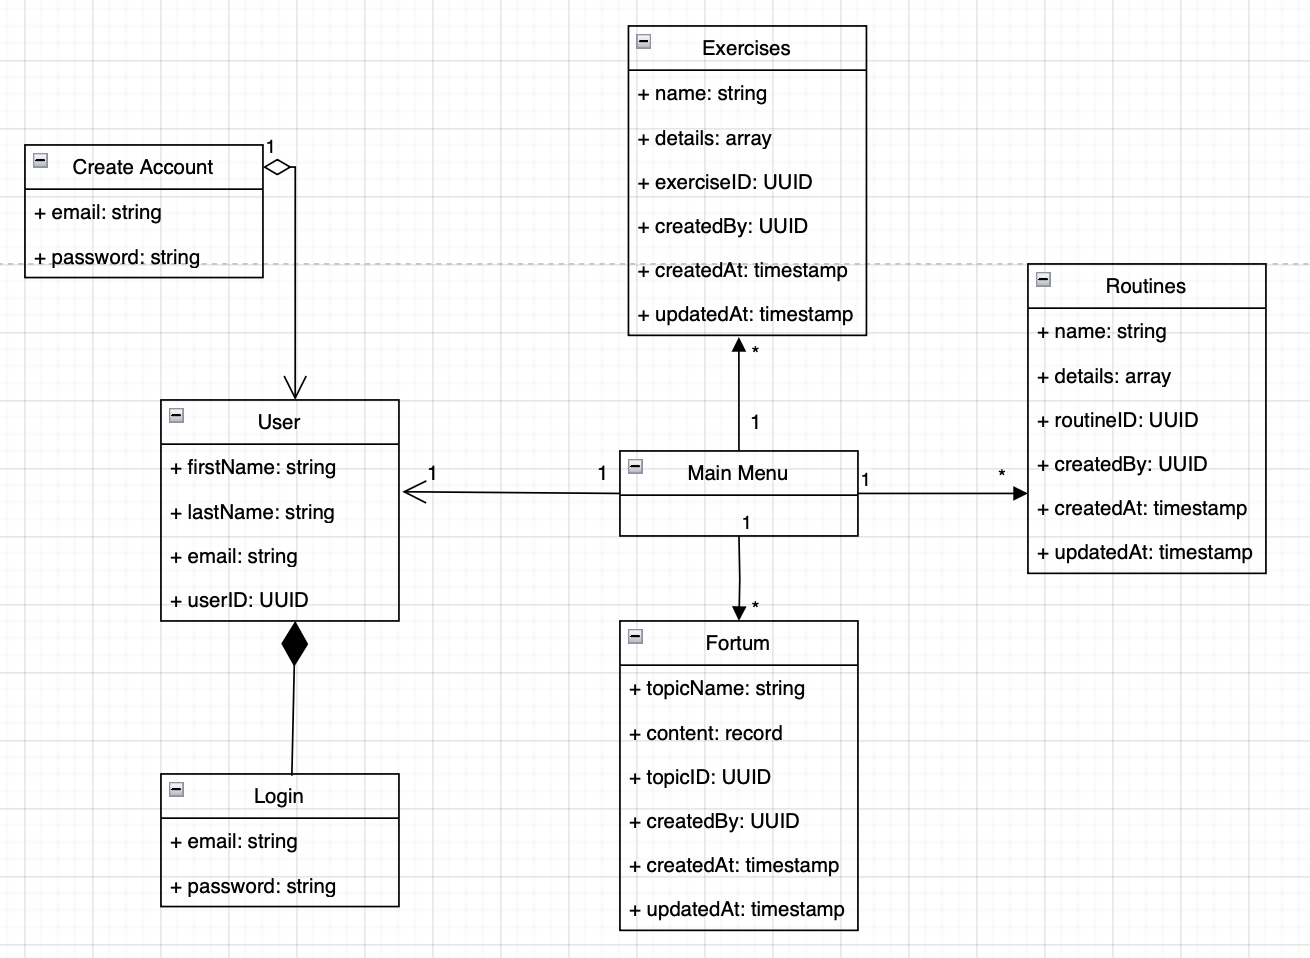 Exercises
+ name: string
+ details: array
+ exerciseID: UUID
+ createdBy: UUID
+ createdAt: timestamp
+ updatedAt: timestamp
*
1
Create Account
1
+ email: string
+ password: string
User
+ firstName: string
+ lastName: string
+ email: string
+ userID: UUID
1
1
Main Menu
1
1
*
Routines
+ name: string
+ details: array
+ routineID: UUID
+ createdBy: UUID
+ createdAt: timestamp
+ updatedAt: timestamp
*
Fortum
+ topicName: string
+ content: record
+ topicID: UUID
+ createdBy: UUID
+ createdAt: timestamp
+ updatedAt: timestamp
Login
+ email: string
+ password: string